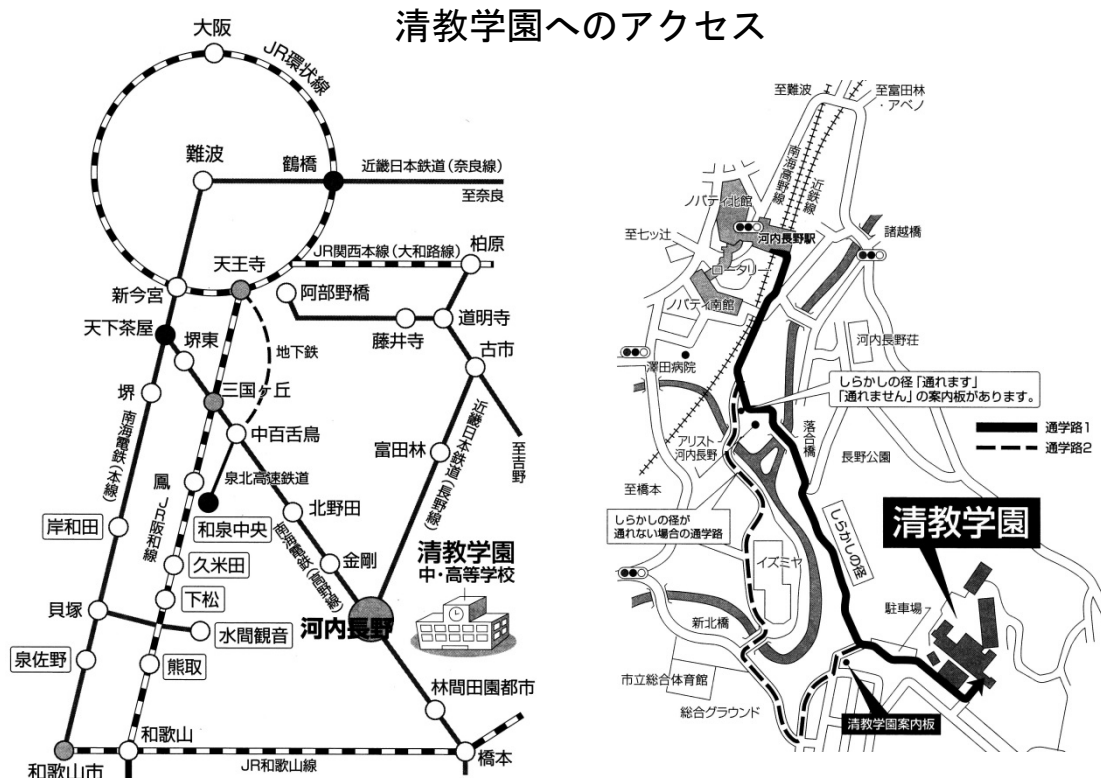 清教学園へのアクセス
大阪
JR環状線
難波
鶴橋
近畿日本鉄道(奈良線)
至奈良
JR関西本線(大和路線)
柏原
天王寺
新今宮
阿部野橋
天下茶屋
堺東
地下鉄
藤井寺
道明寺
古市
堺
三国ヶ丘
南海電鉄(本線)
中百舌鳥
富田林
近畿日本鉄道(長野線)
至吉野
泉北高速鉄道
鳳
JR阪和線
和泉中央
北野田
岸和田
久米田
南海電鉄(高野線)
金剛
清教学園
中・高等学校
下松
貝塚
水間観音
河内長野
泉佐野
熊取
林間田園都市
和歌山
和歌山市
JR和歌山線
橋本
至難波
至富田林
・アベノ
南海高野線
近鉄線
ノバティ北館
河内長野駅
諸越橋
至七ッ辻
ロータリー
ノバティ南館
河内長野荘
澤田病院
しらかしの径「通れます」
「通れません」の案内板があります。
通学路1
通学路2
アリスト
河内長野
落合橋
長野公園
至橋本
しらかしの径が
通れない場合の通学路
しらかしの径
清教学園
イズミヤ
駐車場
新北橋
市立総合体育館
総合グラウンド
清教学園案内板